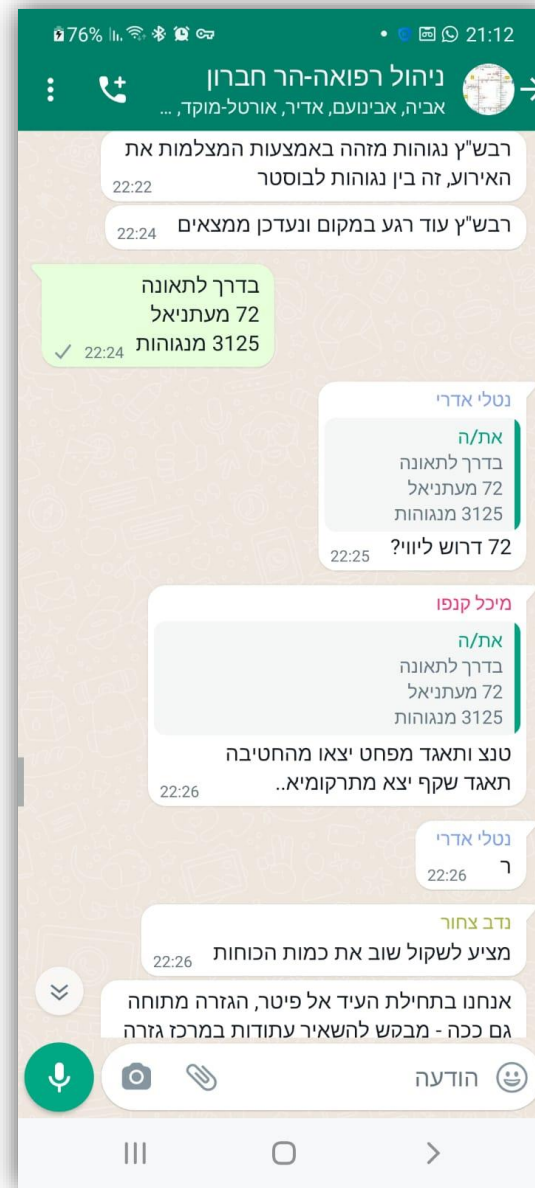 76% 21:12
ניהול רפואה-הר חברון
אביה, אבינועם, אדיר, אורטל-מוקד, ...
רבש"ץ נגוהות מזהה באמצעות המצלמות את
האירוע, זה בין נגוהות לבוסטר
22:22
רבש"ץ עוד רגע במקום ונעדכן ממצאים
22:24
בדרך לתאונה
72 מעתניאל
3125 מנגוהות
22:24
נטלי אדרי
את/ה
בדרך לתאונה
72 מעתניאל
3125 מנגוהות
72 דרוש ליווי?
22:25
מיכל קנפו
את/ה
בדרך לתאונה
72 מעתניאל
3125 מנגוהות
טנצ ותאגד מפחט יצאו מהחטיבה
תאגד שקף יצא מתרקומיא..
22:26
נטלי אדרי
ר
22:26
נדב צחור
מציע לשקול שוב את כמות הכוחות
22:26
אנחנו בתחילת העיד אל פיטר, הגזרה מתוחה
גם ככה - מבקש להשאיר עתודות במרכז גזרה
הודעה